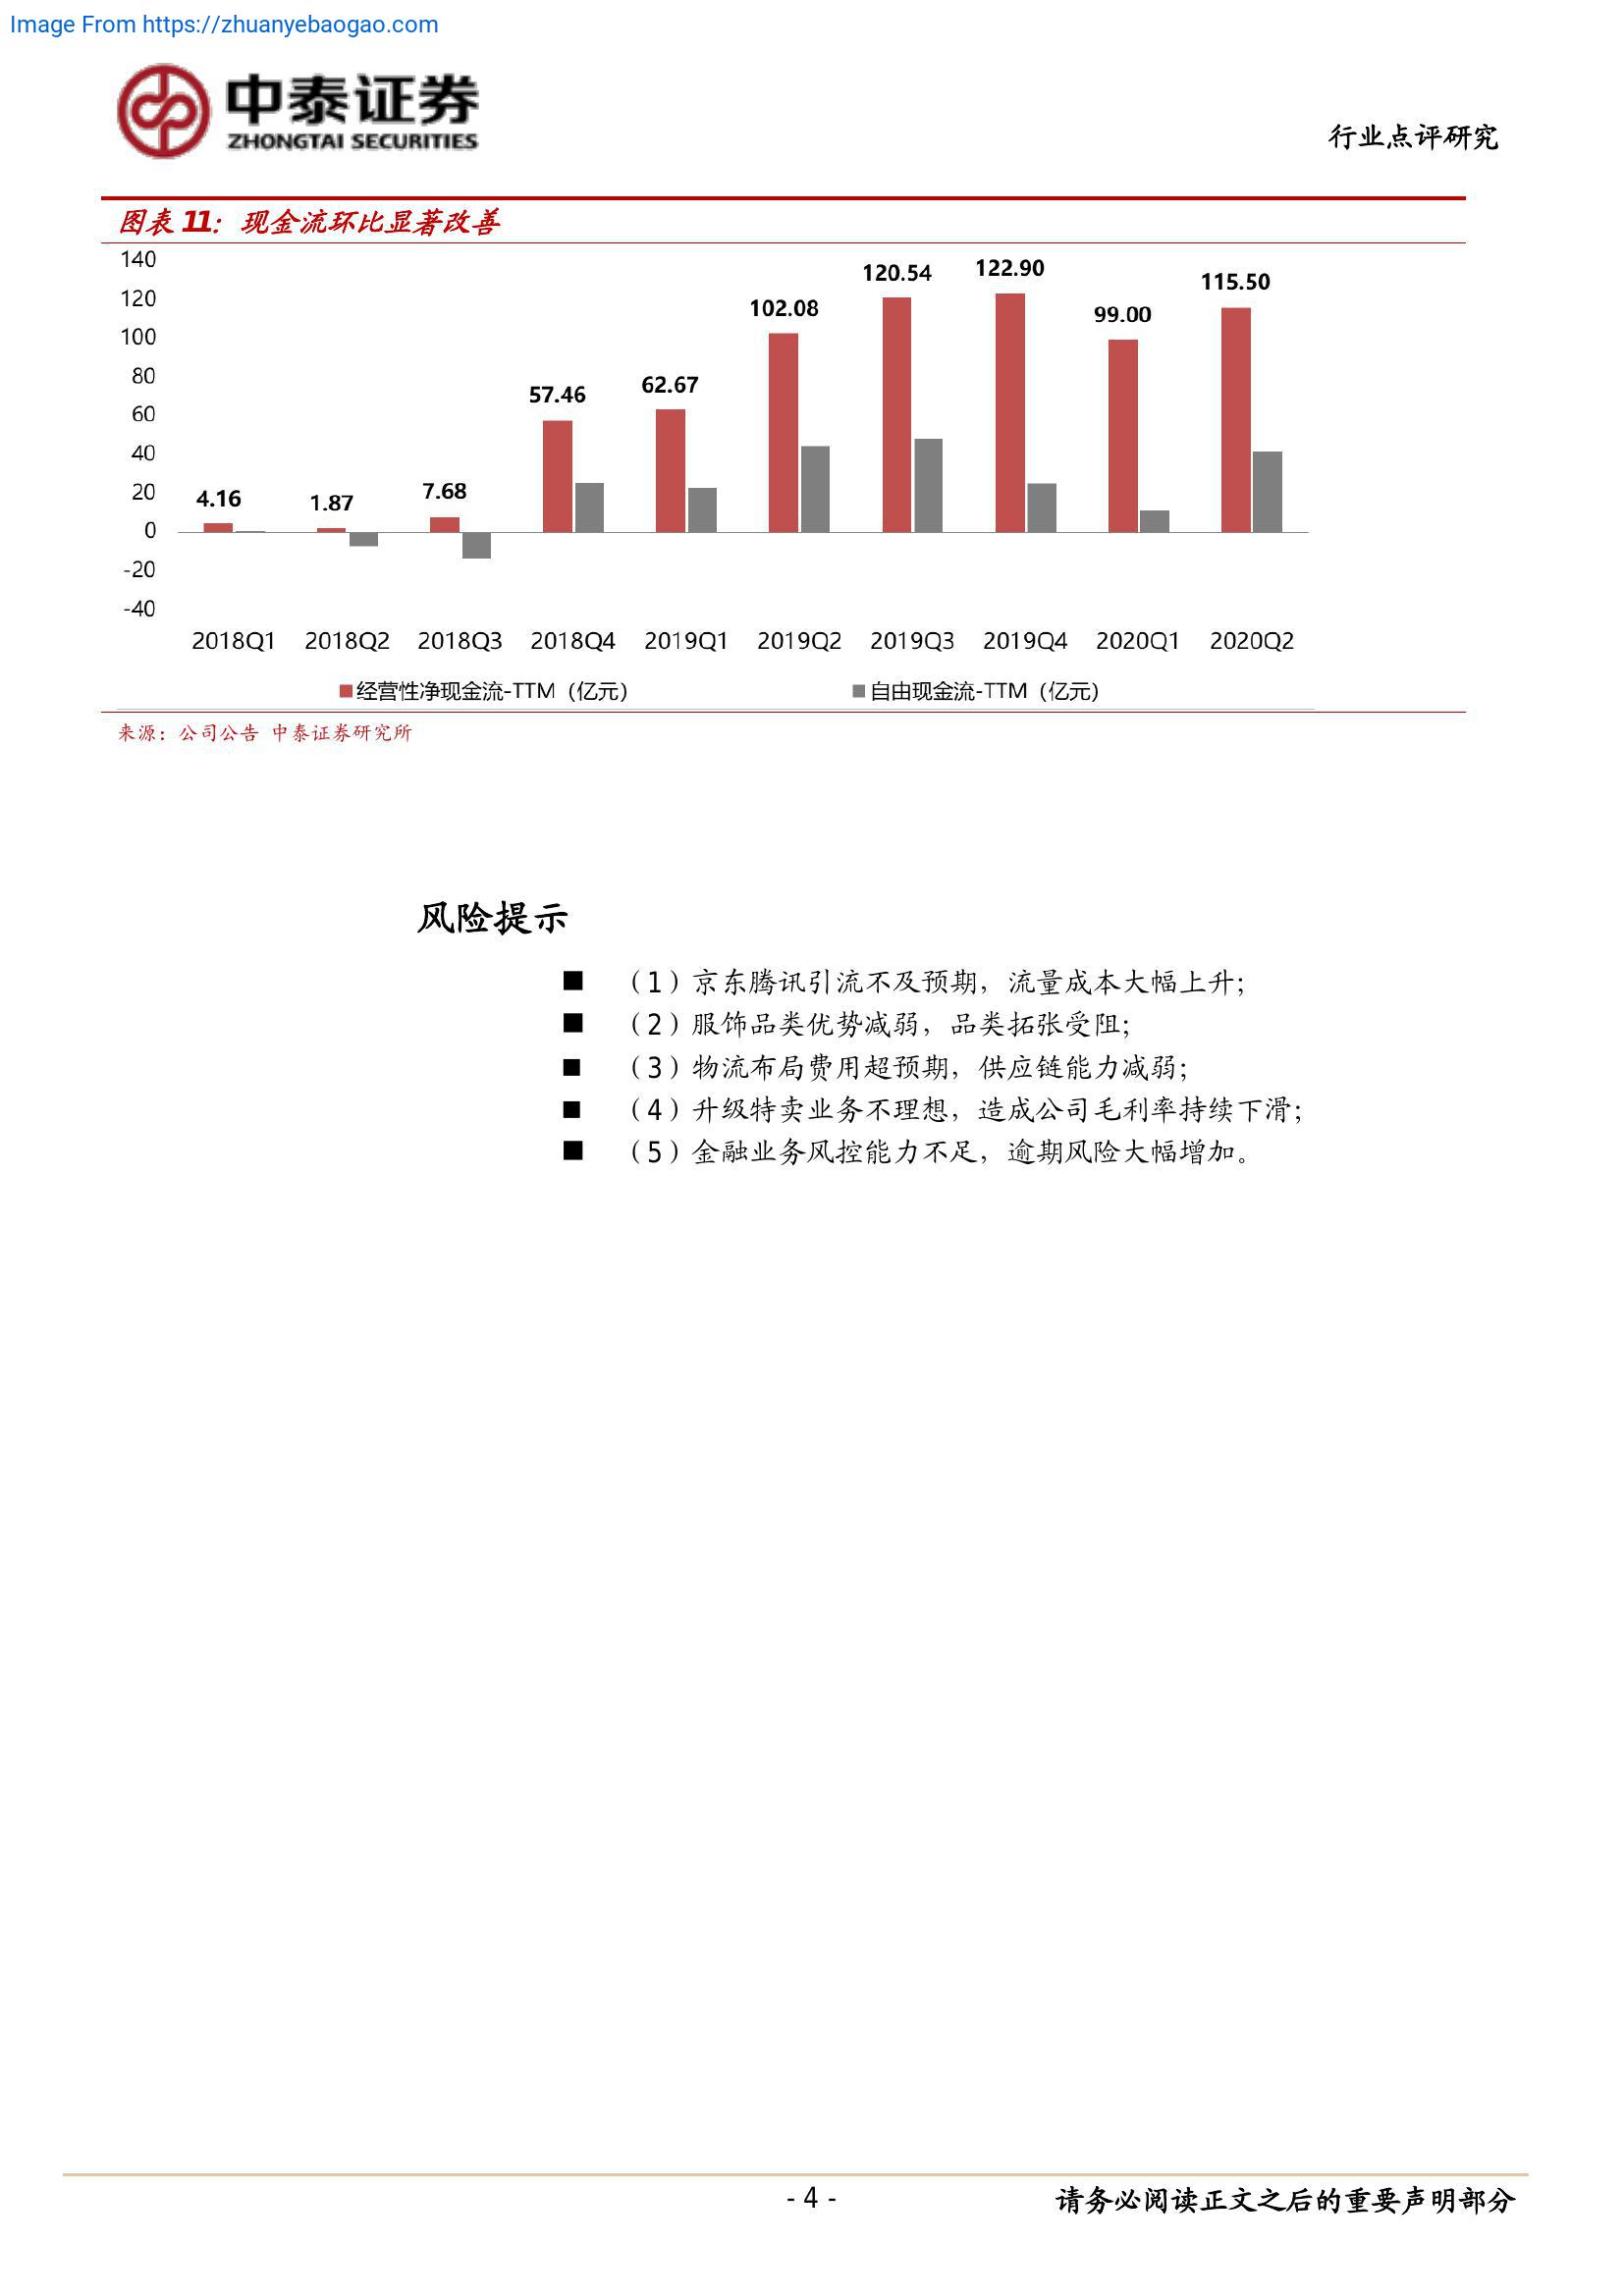 Image From https://zhuanyebaogao.com
中泰证券
ZHONGTAI SECURITIES
行业点评研究
图表 11：现金流环比显著改善
140
120
100
80
60
40
20
0
-20
-40
4.16
1.87
7.68
57.46
62.67
102.08
120.54
122.90
99.00
115.50
2018Q1 2018Q2 2018Q3 2018Q4 2019Q1 2019Q2 2019Q3 2019Q4 2020Q1 2020Q2
经营性净现金流-TTM（亿元） 自由现金流-TTM（亿元）
来源：公司公告 中泰证券研究所
风险提示
■ （1）京东腾讯引流不及预期，流量成本大幅上升；
■ （2）服饰品类优势减弱，品类拓张受阻；
■ （3）物流布局费用超预期，供应链能力减弱；
■ （4）升级特卖业务不理想，造成公司毛利率持续下滑；
■ （5）金融业务风控能力不足，逾期风险大幅增加。
- 4 -
请务必阅读正文之后的重要声明部分